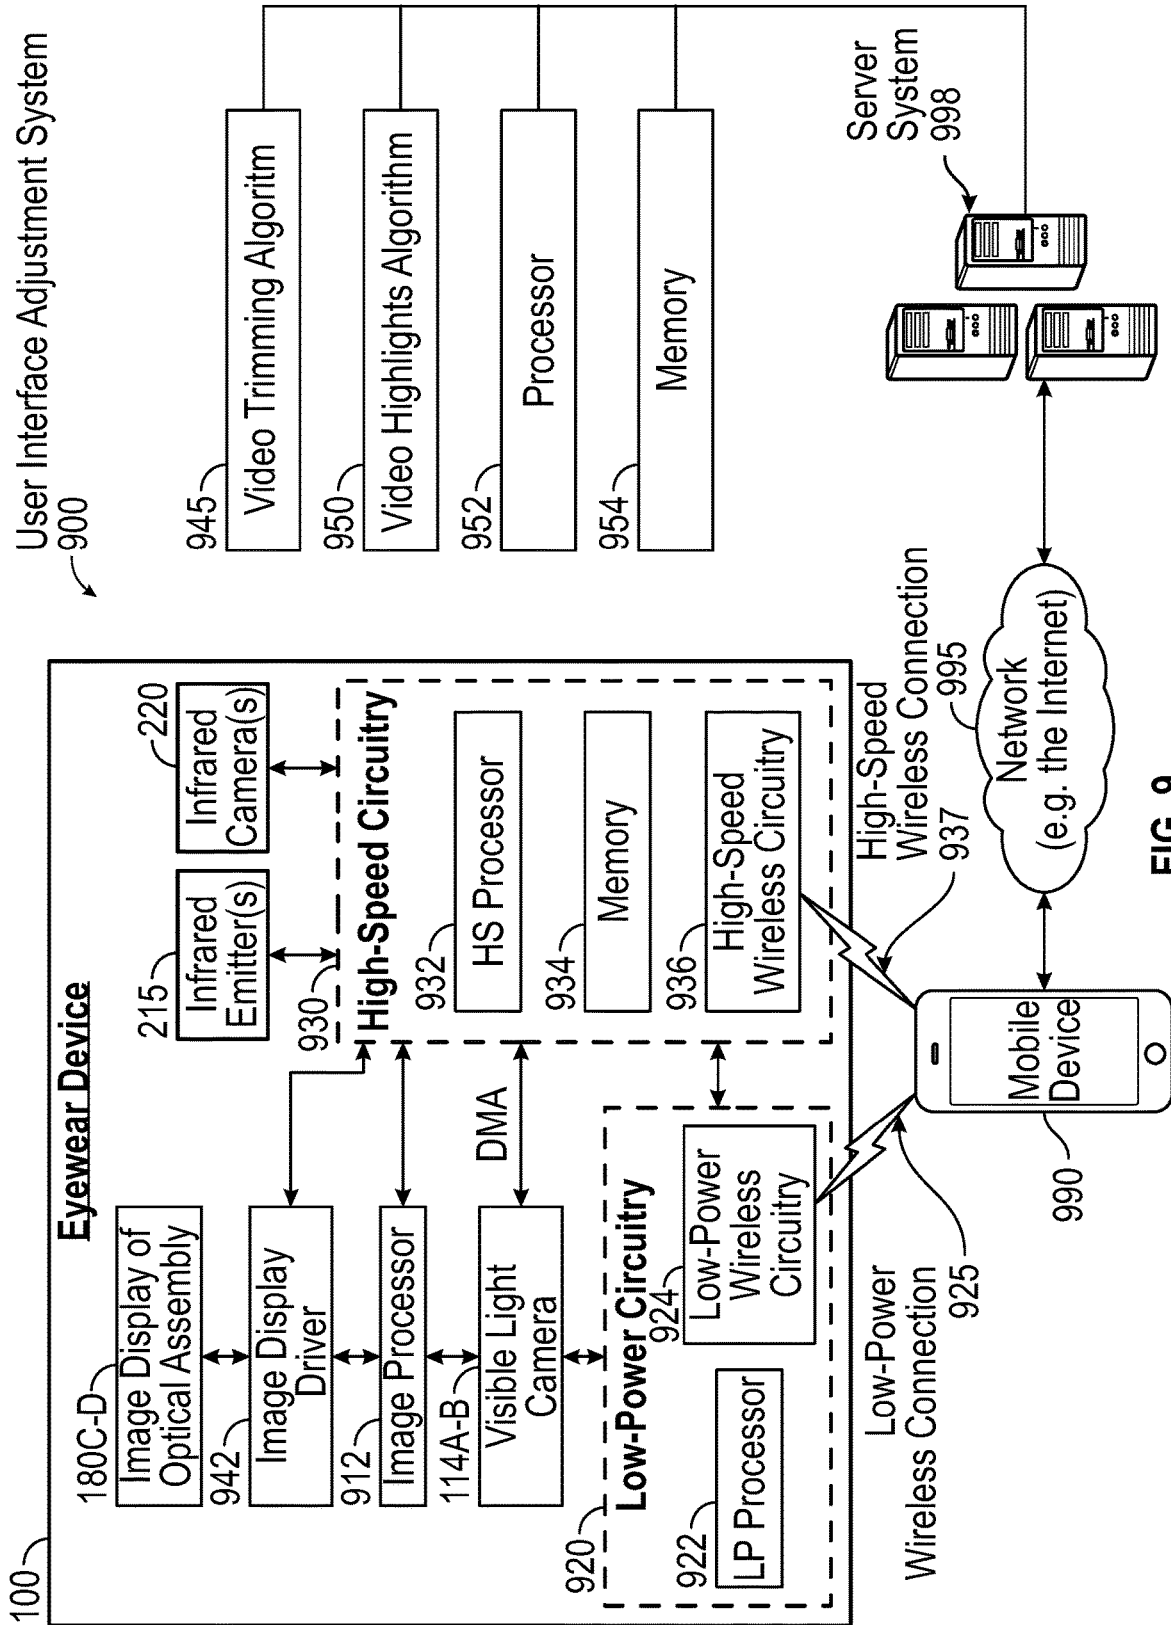 User Interface Adjustment System
900
100
Eyewear Device
180C-D
Image Display of
Optical Assembly
942
Image Display
Driver
912
Image Processor
114A-B
Visible Light
Camera
DMA
215
Infrared
Emitter(s)
220
Infrared
Camera(s)
930
High-Speed Circuitry
932
HS Processor
934
Memory
936
High-Speed
Wireless Circuitry
920
Low-Power Circuitry
922
LP Processor
924
Low-Power
Wireless
Circuitry
945
Video Trimming Algoritm
950
Video Highlights Algorithm
952
Processor
954
Memory
Server
System
998
Low-Power
Wireless Connection
925
990
Mobile
Device
High-Speed
Wireless Connection
937
995
Network
(e.g. the Internet)
FIG. 9